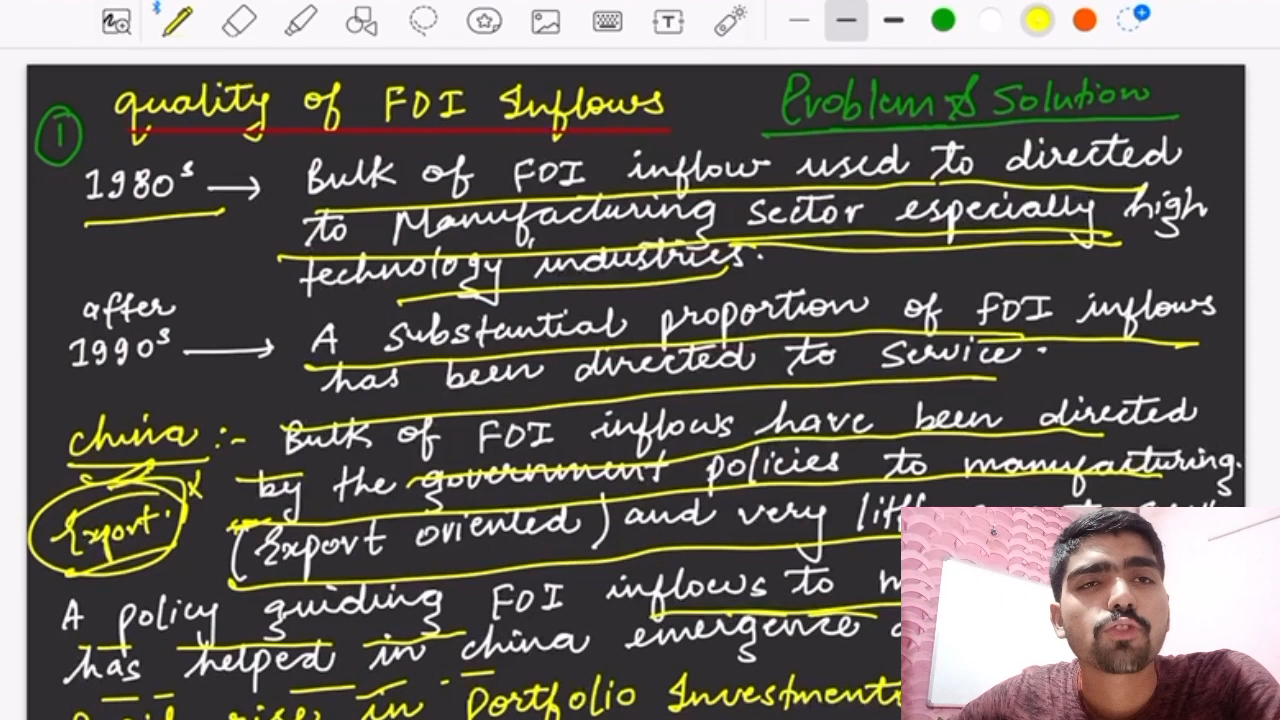 ① quality of FDI Inflows Problem & Solution
1980s → Bulk of FDI inflow used to directed
to Manufacturing sector especially high
technology industries.
after
1990s → A substantial proportion of FDI inflows
has been directed to Service.
china :- Bulk of FDI inflows have been directed
by the government policies to manufacturing.
Export. (Export oriented) and very
A policy guiding FDI inflows to
has helped in china emergence
rise in Portfolio Investments